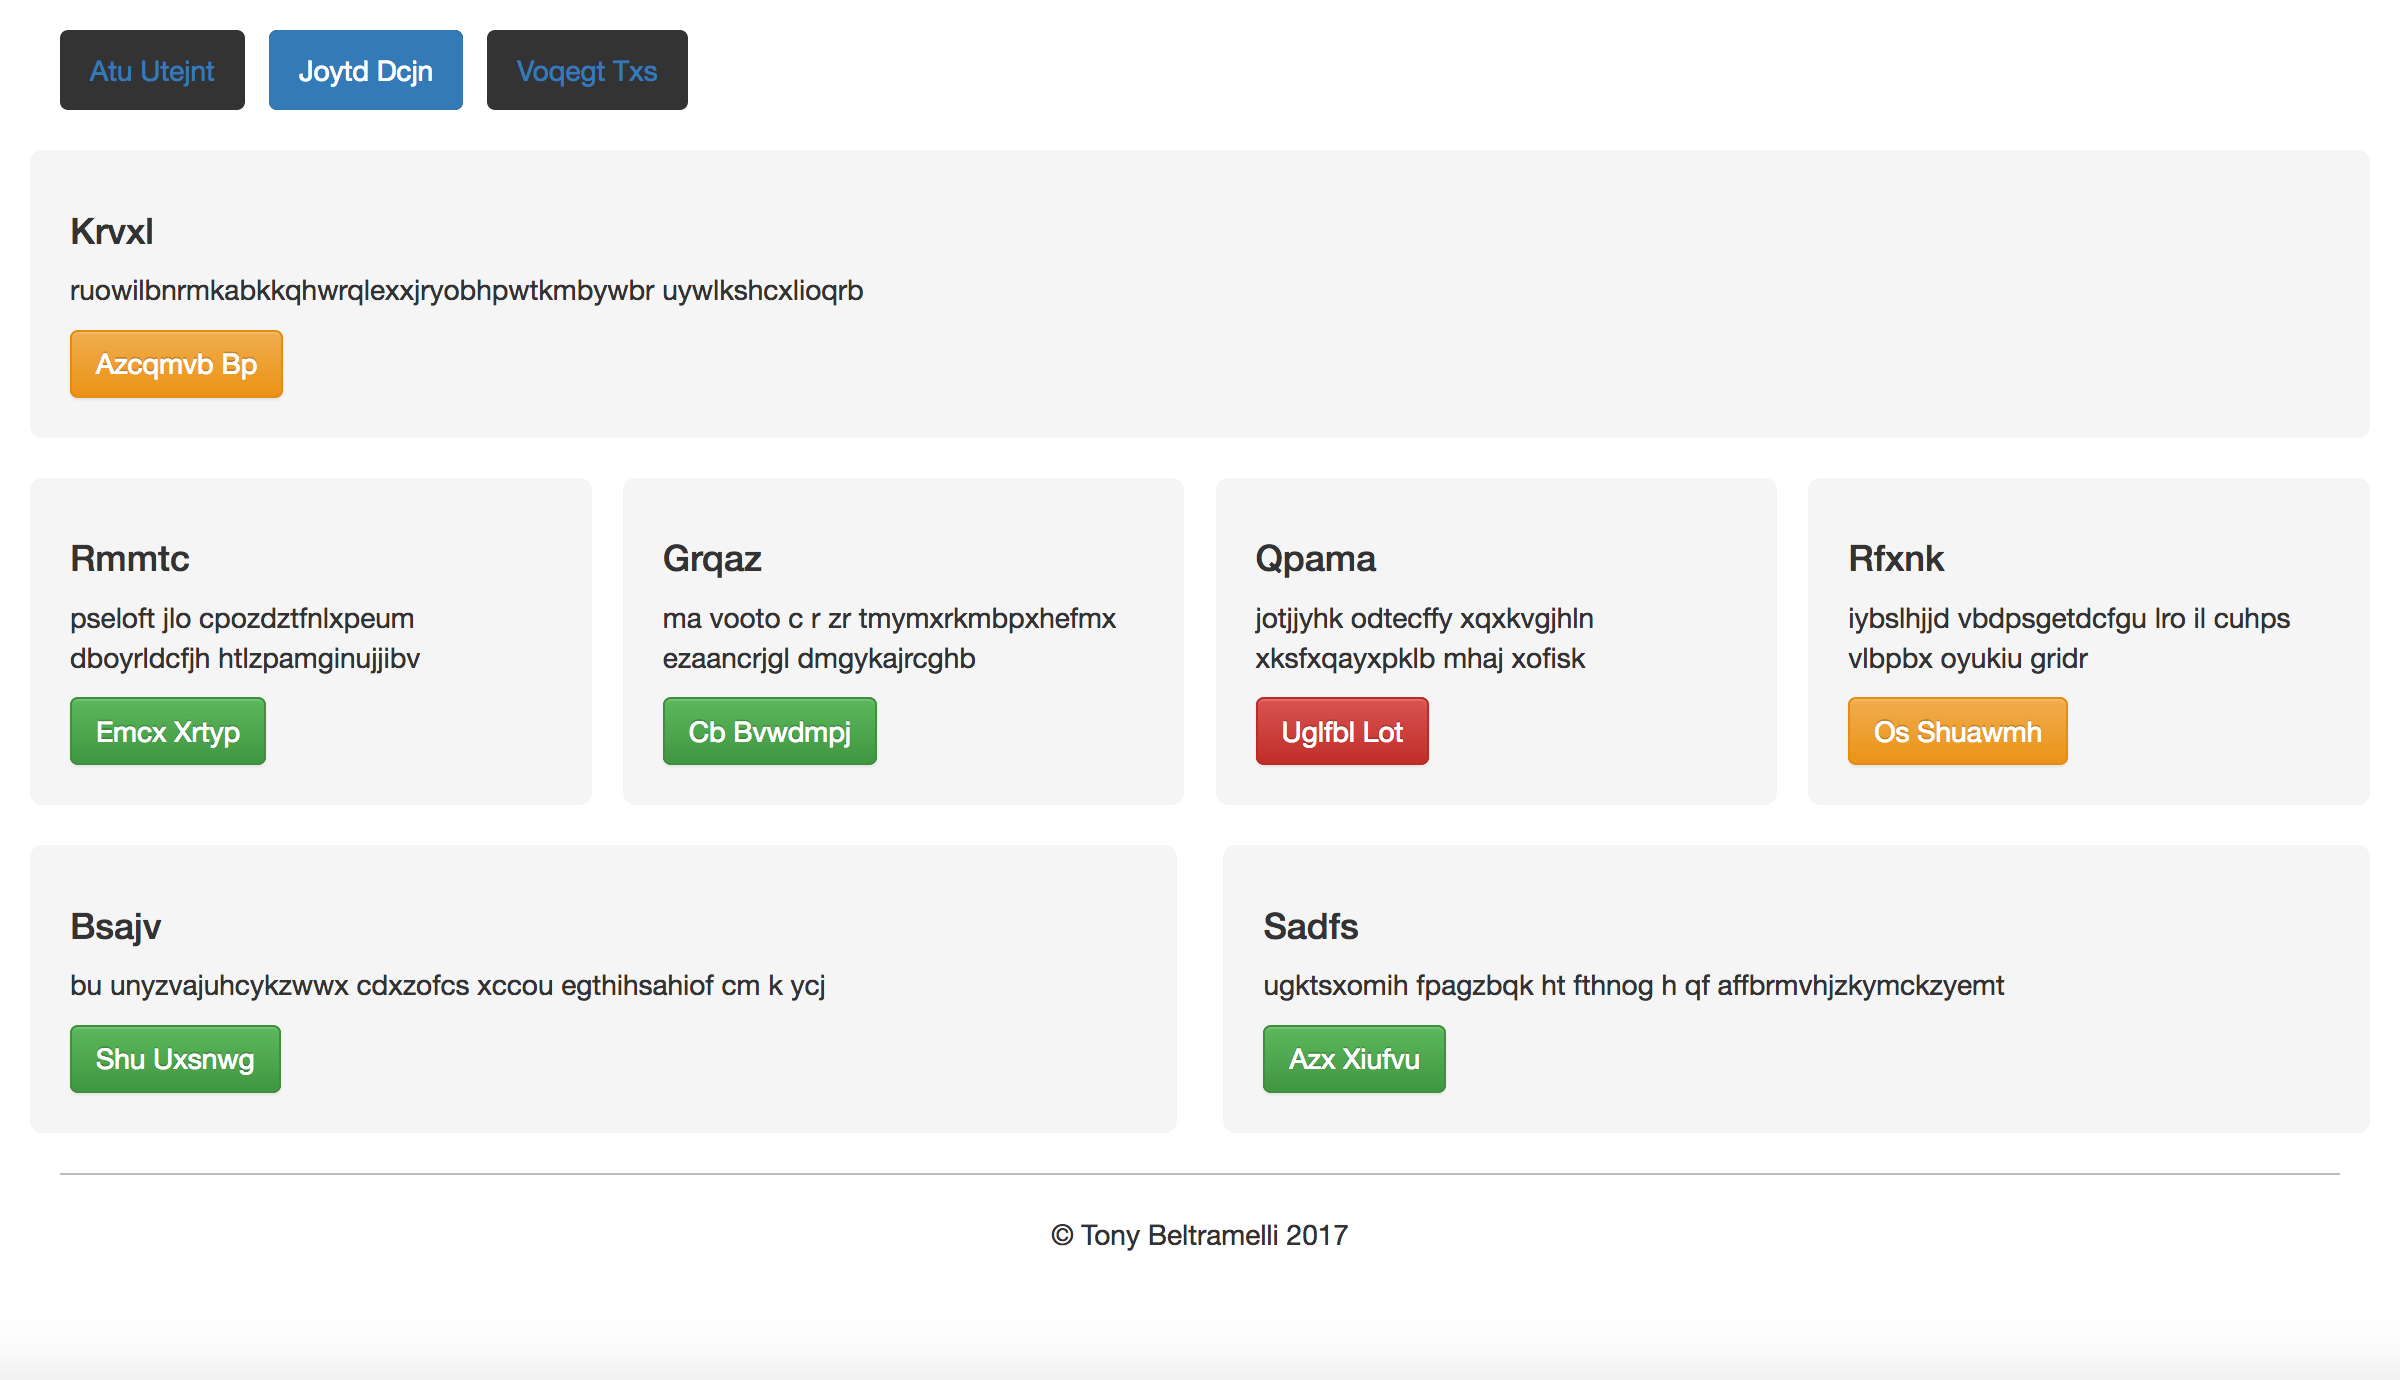 Atu Utejnt
Joytd Dcjn
Voqegt Txs
Krvxl
ruowilbnrmkabkkqhwrqlexxjryobhpwtkmbywbr uywlkshcxlioqrb
Azcqmvb Bp
Rmmtc
pseloft jlo cpozdztfnlxpeum
dboyrldcfjh htlzpamginujjibv
Emcx Xrtyp
Grqaz
ma vooto c r zr tmymxrkmbpxhefmx
ezaancrjgl dmgykajrcghb
Cb Bvwdmpj
Qpama
jotjjyhk odtecffy xqxkvgjhln
xksfxqayxpklb mhaj xofisk
Uglfbl Lot
Rfxnk
iybslhjjd vbdpsgetdcfgu lro il cuhps
vlbpbx oyukiu gridr
Os Shuawmh
Bsajv
bu unyzvajuhcykzwwx cdxzofcs xccou egthihsahiof cm k ycj
Shu Uxsnwg
Sadfs
ugktsxomih fpagzbqk ht fthnog h qf affbrmvhjzkymckzyemt
Azx Xiufvu
© Tony Beltramelli 2017